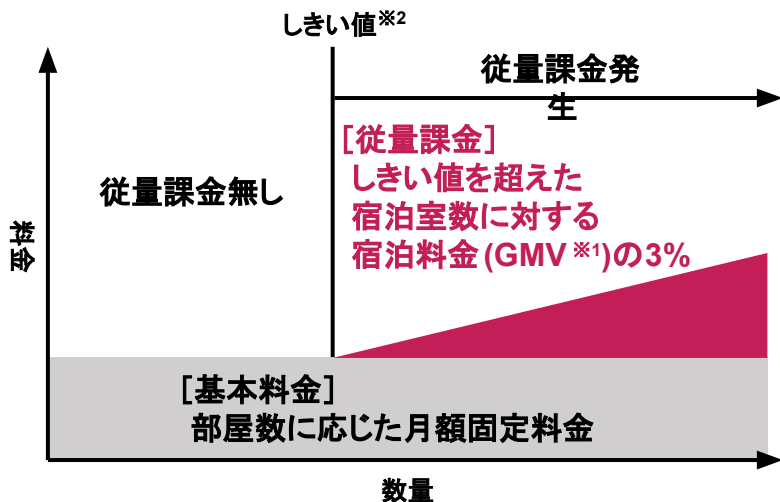 しきい値※2
従量課金発
生
［従量課金］
しきい値を超えた
宿泊室数に対する
宿泊料金(GMV※1)の3%
従量課金無し
料金
［基本料金］
部屋数に応じた月額固定料金
数量